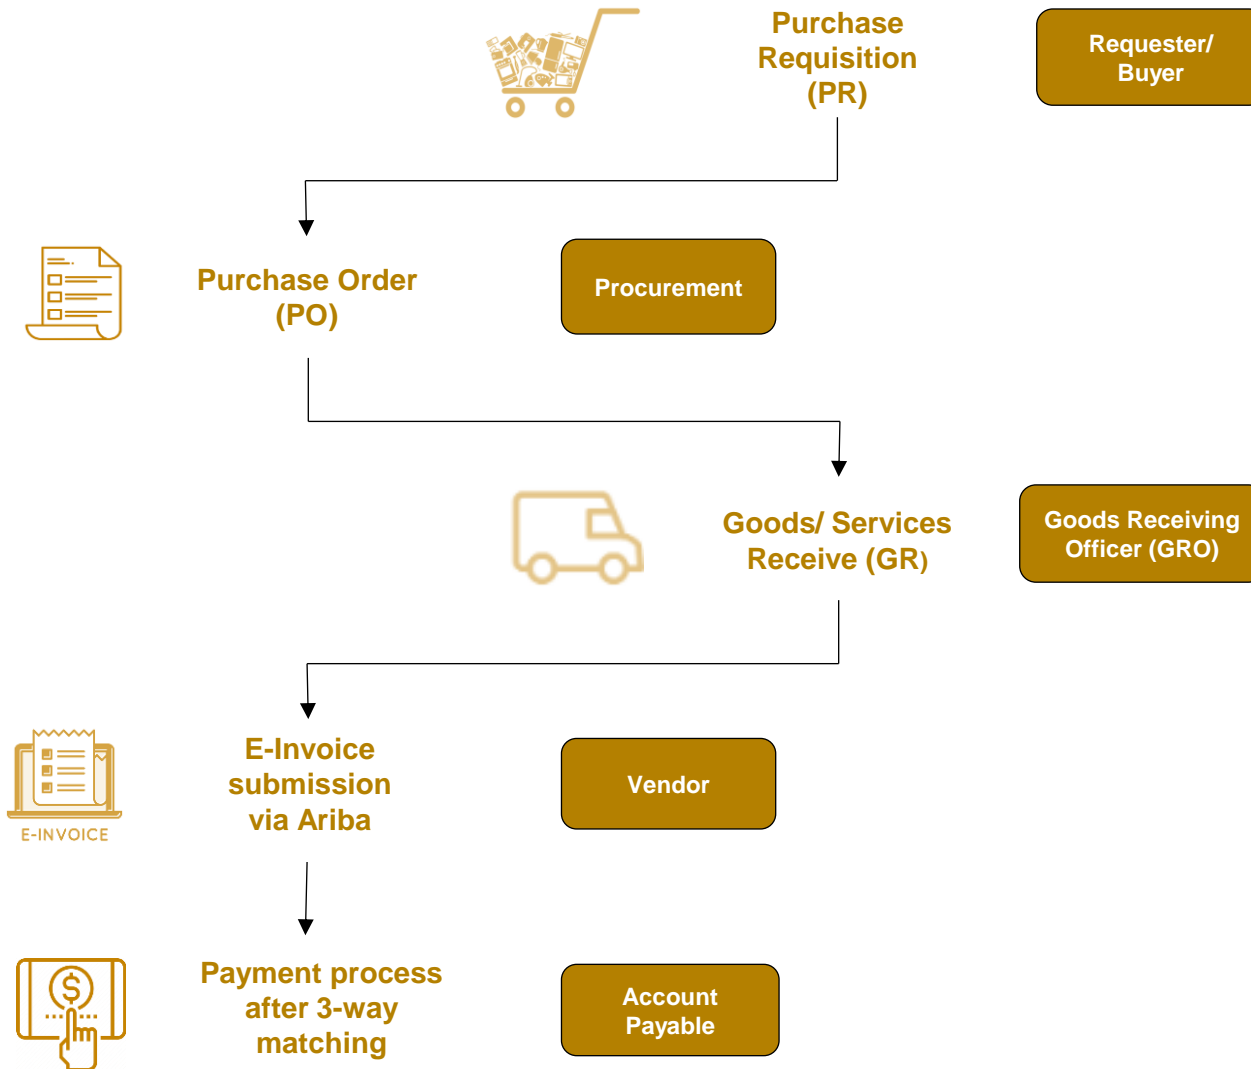 Purchase
Requisition
(PR)
Requester/
Buyer
Purchase Order
(PO)
Procurement
Goods/ Services
Receive (GR)
Goods Receiving
Officer (GRO)
E-Invoice
submission
via Ariba
Vendor
E-INVOICE
Payment process
after 3-way
matching
Account
Payable
$